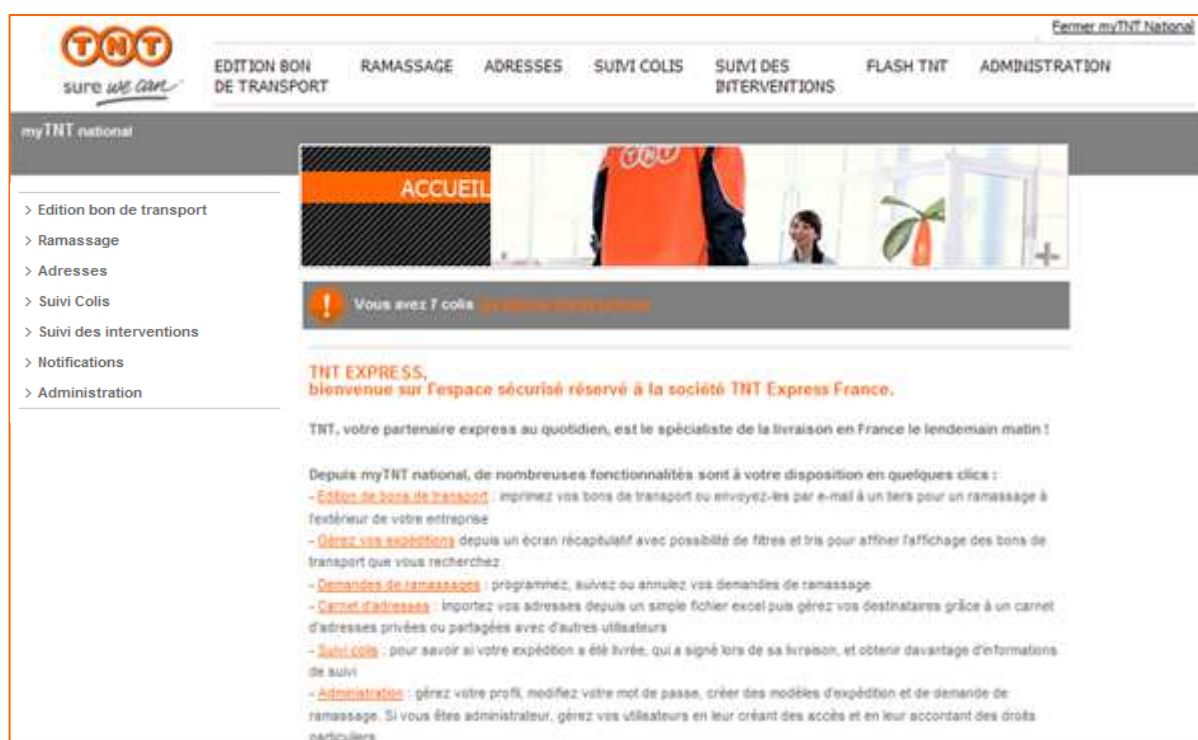 Fermer myTNT National
TNT
sure we can
EDITION BON
DE TRANSPORT
RAMASSAGE
ADRESSES
SUIVI COLIS
SUIVI DES
INTERVENTIONS
FLASH TNT
ADMINISTRATION
myTNT national
TNT
ACCUEIL
> Edition bon de transport
> Ramassage
> Adresses
> Suivi Colis
> Suivi des interventions
> Notifications
> Administration
! Vous avez 7 colis
TNT EXPRESS,
bienvenue sur l'espace sécurisé réservé à la société TNT Express France.
TNT, votre partenaire express au quotidien, est le spécialiste de la livraison en France le lendemain matin !
Depuis myTNT national, de nombreuses fonctionnalités sont à votre disposition en quelques clics :
- Edition de bons de transport : imprimez vos bons de transport ou envoyez-les par e-mail à un tiers pour un ramassage à
l'extérieur de votre entreprise
- Gérez vos expéditions depuis un écran récapitulatif avec possibilité de filtres et tris pour affiner l'affichage des bons de
transport que vous recherchez
- Demandes de ramassages : programmez, suivez ou annulez vos demandes de ramassage
- Carnet d'adresses : importez vos adresses depuis un simple fichier excel puis gérez vos destinataires grâce à un carnet
d'adresses privées ou partagées avec d'autres utilisateurs
- Suivi colis : pour savoir si votre expédition a été livrée, qui a signé lors de sa livraison, et obtenir davantage d'informations
de suivi
- Administration : gérez votre profil, modifiez votre mot de passe, créer des modèles d'expédition et de demande de
ramassage. Si vous êtes administrateur, gérez vos utilisateurs en leur créant des accès et en leur accordant des droits
particuliers